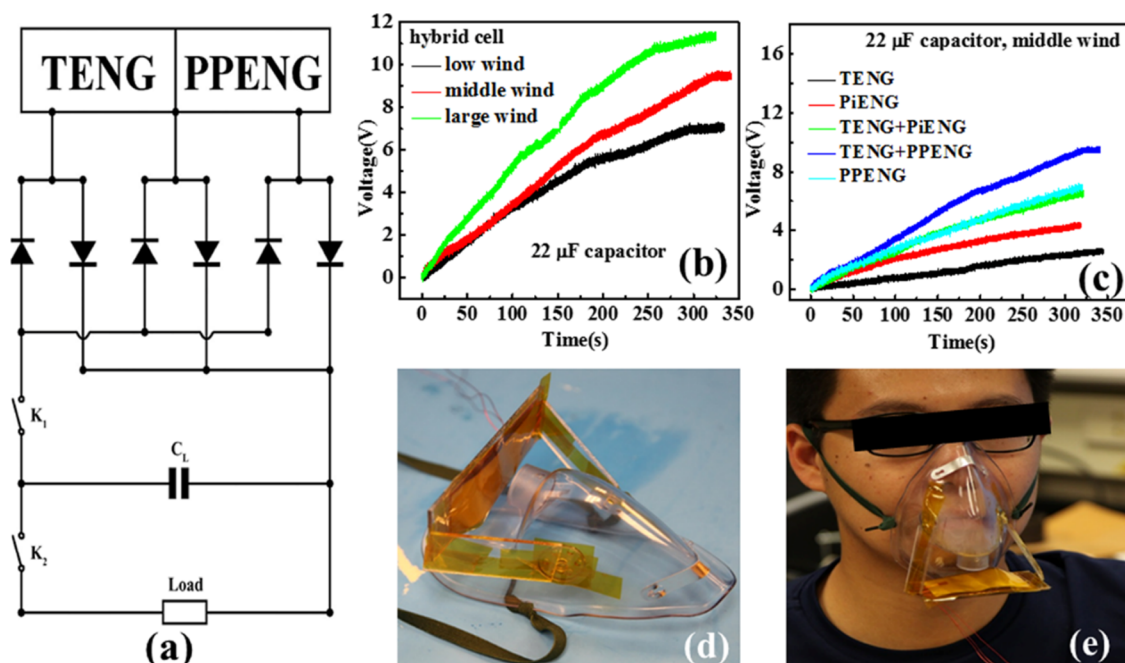 TENG PPENG
K1
CL
K2
Load
(a)
hybrid cell
low wind
middle wind
large wind
22 μF capacitor
(b)
Voltage(V)
12
10
8
6
4
2
0
0 50 100 150 200 250 300 350
Time(s)
22 μF capacitor, middle wind
TENG
PiENG
TENG+PiENG
TENG+PPENG
PPENG
(c)
Voltage(V)
16
12
8
4
0
0 50 100 150 200 250 300 350
Time(s)
(d)
(e)